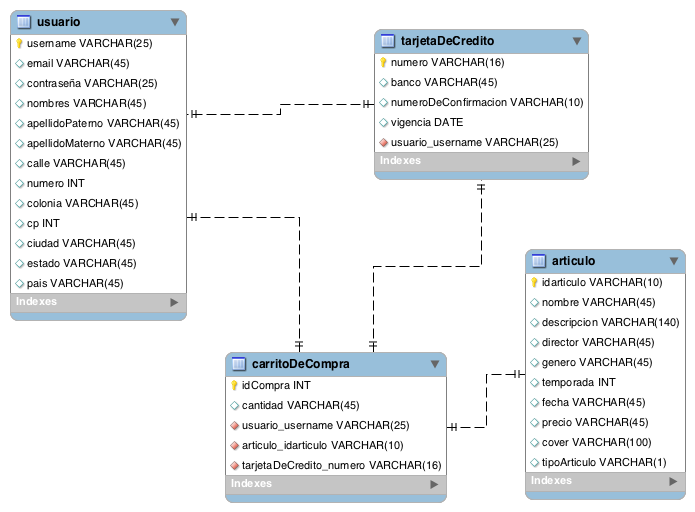 usuario
username VARCHAR(25)
email VARCHAR(45)
contraseña VARCHAR(25)
nombres VARCHAR(45)
apellidoPaterno VARCHAR(45)
apellidoMaterno VARCHAR(45)
calle VARCHAR(45)
numero INT
colonia VARCHAR(45)
cp INT
ciudad VARCHAR(45)
estado VARCHAR(45)
pais VARCHAR(45)
Indexes
tarjetaDeCredito
numero VARCHAR(16)
banco VARCHAR(45)
numeroDeConfirmacion VARCHAR(10)
vigencia DATE
usuario_username VARCHAR(25)
Indexes
articulo
idarticulo VARCHAR(10)
nombre VARCHAR(45)
descripcion VARCHAR(140)
director VARCHAR(45)
genero VARCHAR(45)
temporada INT
fecha VARCHAR(45)
precio VARCHAR(45)
cover VARCHAR(100)
tipoArticulo VARCHAR(1)
Indexes
carritoDeCompra
idCompra INT
cantidad VARCHAR(45)
usuario_username VARCHAR(25)
articulo_idarticulo VARCHAR(10)
tarjetaDeCredito_numero VARCHAR(16)
Indexes